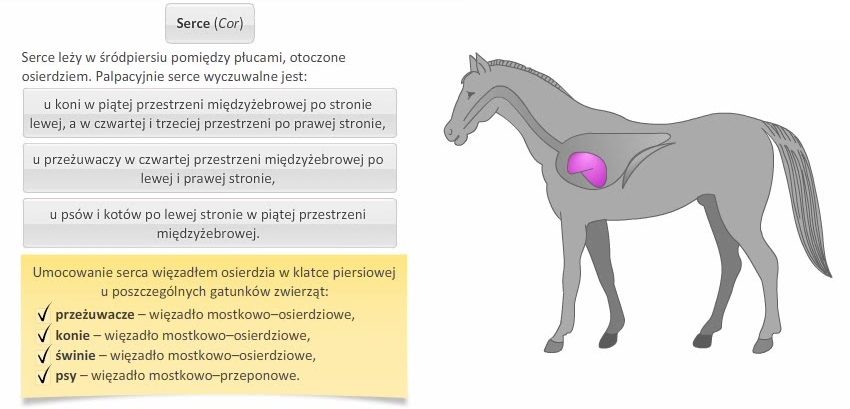 Serce (Cor)
Serce leży w śródpiersiu pomiędzy płucami, otoczone
osierdziem. Palpacyjnie serce wyczuwalne jest:
u koni w piątej przestrzeni międzyżebrowej po stronie
lewej, a w czwartej i trzeciej przestrzeni po prawej stronie,
u przeżuwaczy w czwartej przestrzeni międzyżebrowej po
lewej i prawej stronie,
u psów i kotów po lewej stronie w piątej przestrzeni
międzyżebrowej.
Umocowanie serca więzadłem osierdzia w klatce piersiowej
u poszczególnych gatunków zwierząt:
przeżuwacze – więzadło mostkowo–osierdziowe,
konie – więzadło mostkowo–osierdziowe,
świnie – więzadło mostkowo–osierdziowe,
psy – więzadło mostkowo–przeponowe.